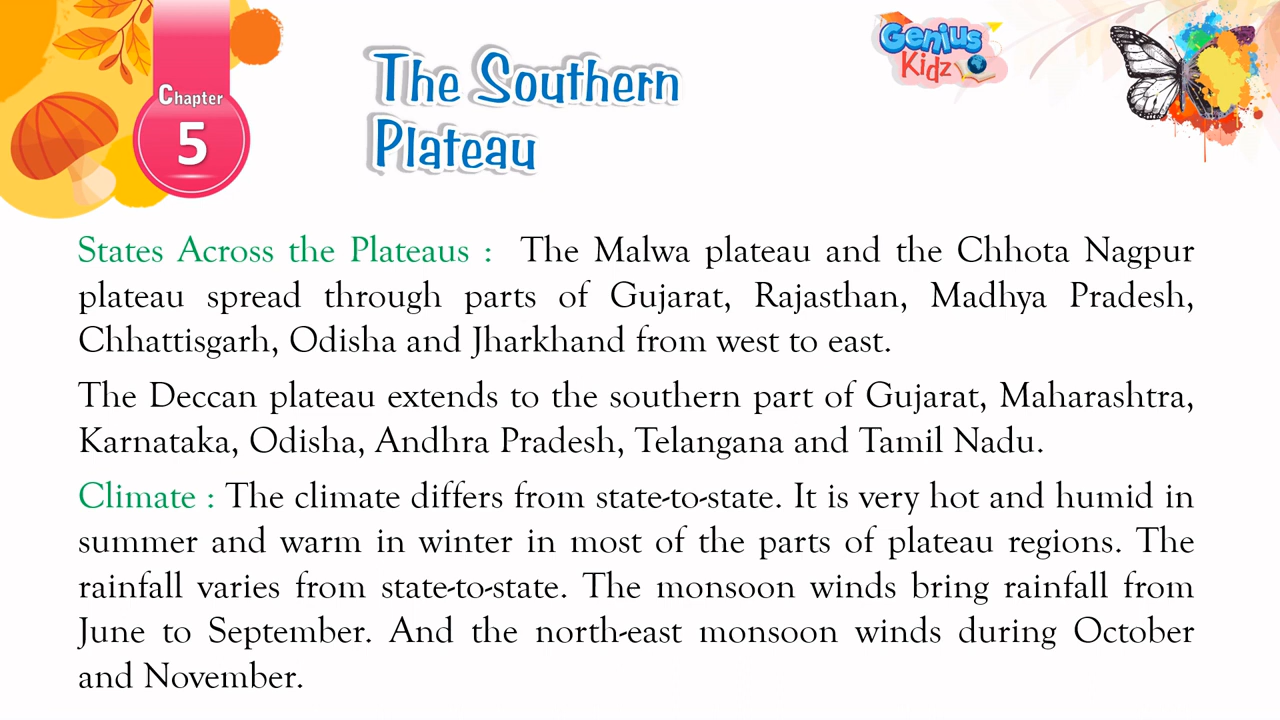 Chapter
5
The Southern
Plateau
Genius
Kidz
States Across the Plateaus : The Malwa plateau and the Chhota Nagpur
plateau spread through parts of Gujarat, Rajasthan, Madhya Pradesh,
Chhattisgarh, Odisha and Jharkhand from west to east.
The Deccan plateau extends to the southern part of Gujarat, Maharashtra,
Karnataka, Odisha, Andhra Pradesh, Telangana and Tamil Nadu.
Climate : The climate differs from state-to-state. It is very hot and humid in
summer and warm in winter in most of the parts of plateau regions. The
rainfall varies from state-to-state. The monsoon winds bring rainfall from
June to September. And the north-east monsoon winds during October
and November.